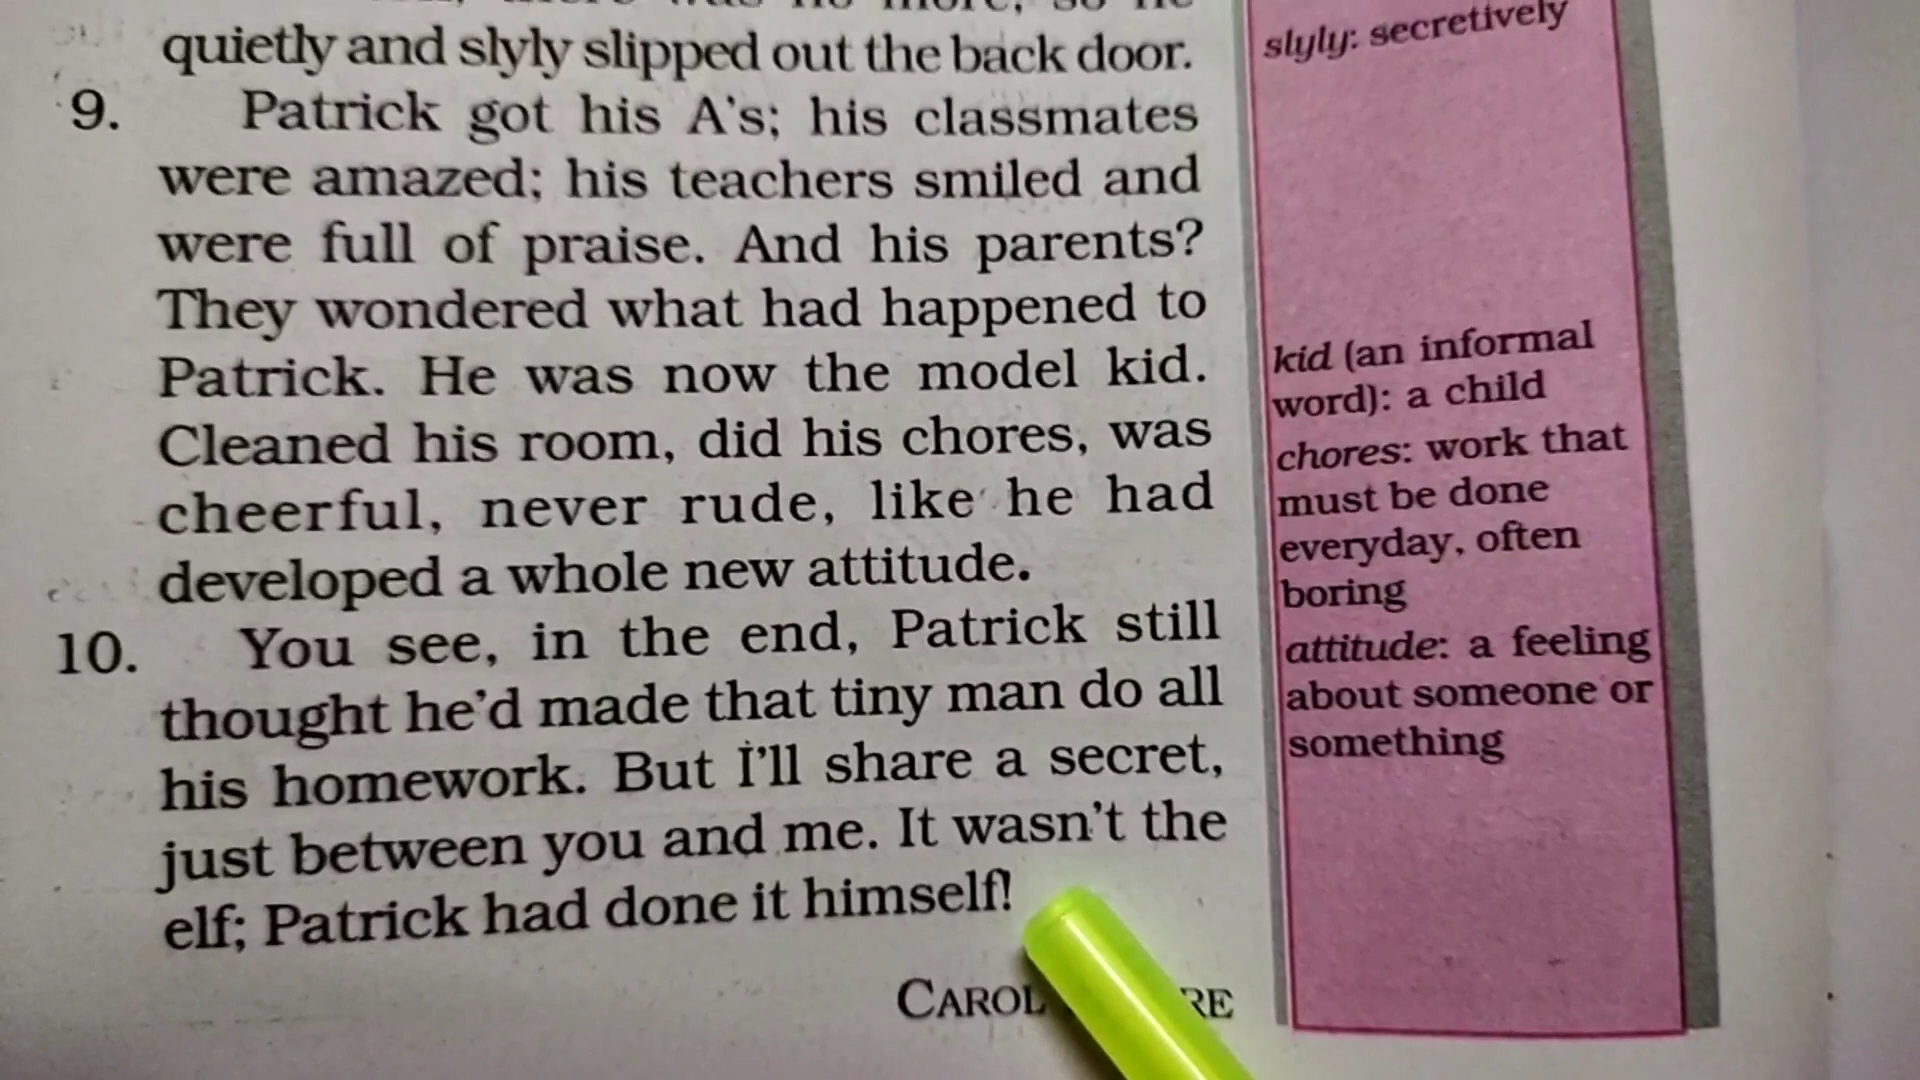 quietly and slyly slipped out the back door.
9. Patrick got his A's; his classmates
were amazed; his teachers smiled and
were full of praise. And his parents?
They wondered what had happened to
Patrick. He was now the model kid.
Cleaned his room, did his chores, was
cheerful, never rude, like he had
developed a whole new attitude.
10. You see, in the end, Patrick still
thought he'd made that tiny man do all
his homework. But I'll share a secret,
just between you and me. It wasn't the
elf; Patrick had done it himself!
CAROL
slyly: secretively
kid (an informal
word): a child
chores: work that
must be done
everyday, often
boring
attitude: a feeling
about someone or
something